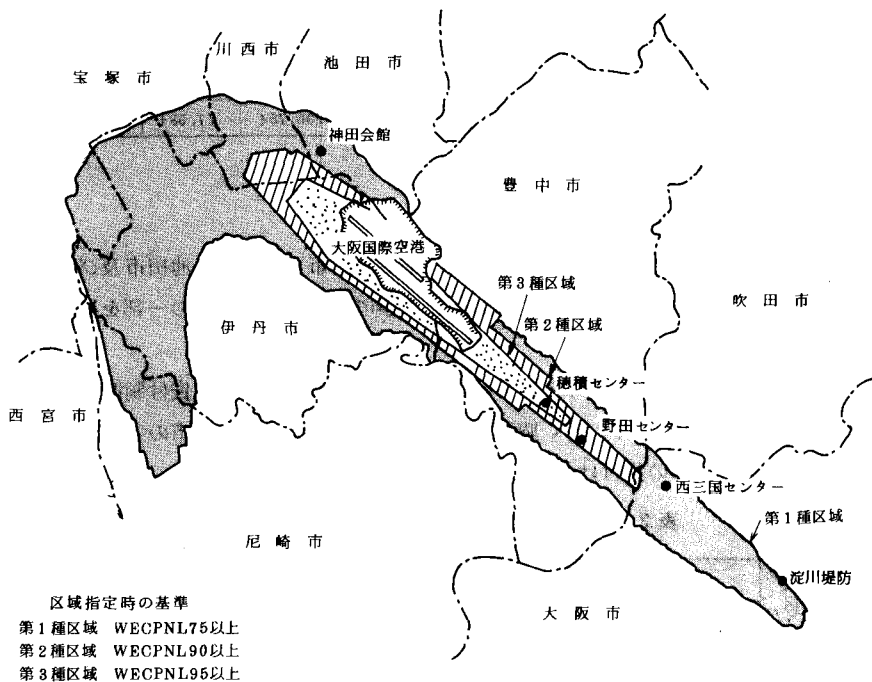 川西市
池田市
宝塚市
神田会館
豊中市
大阪国際空港
第3種区域
吹田市
第2種区域
伊丹市
穂積センター
西宮市
野田センター
西三国センター
第1種区域
尼崎市
淀川堤防
大阪市
区域指定時の基準
第1種区域 WECPNL75以上
第2種区域 WECPNL90以上
第3種区域 WECPNL95以上